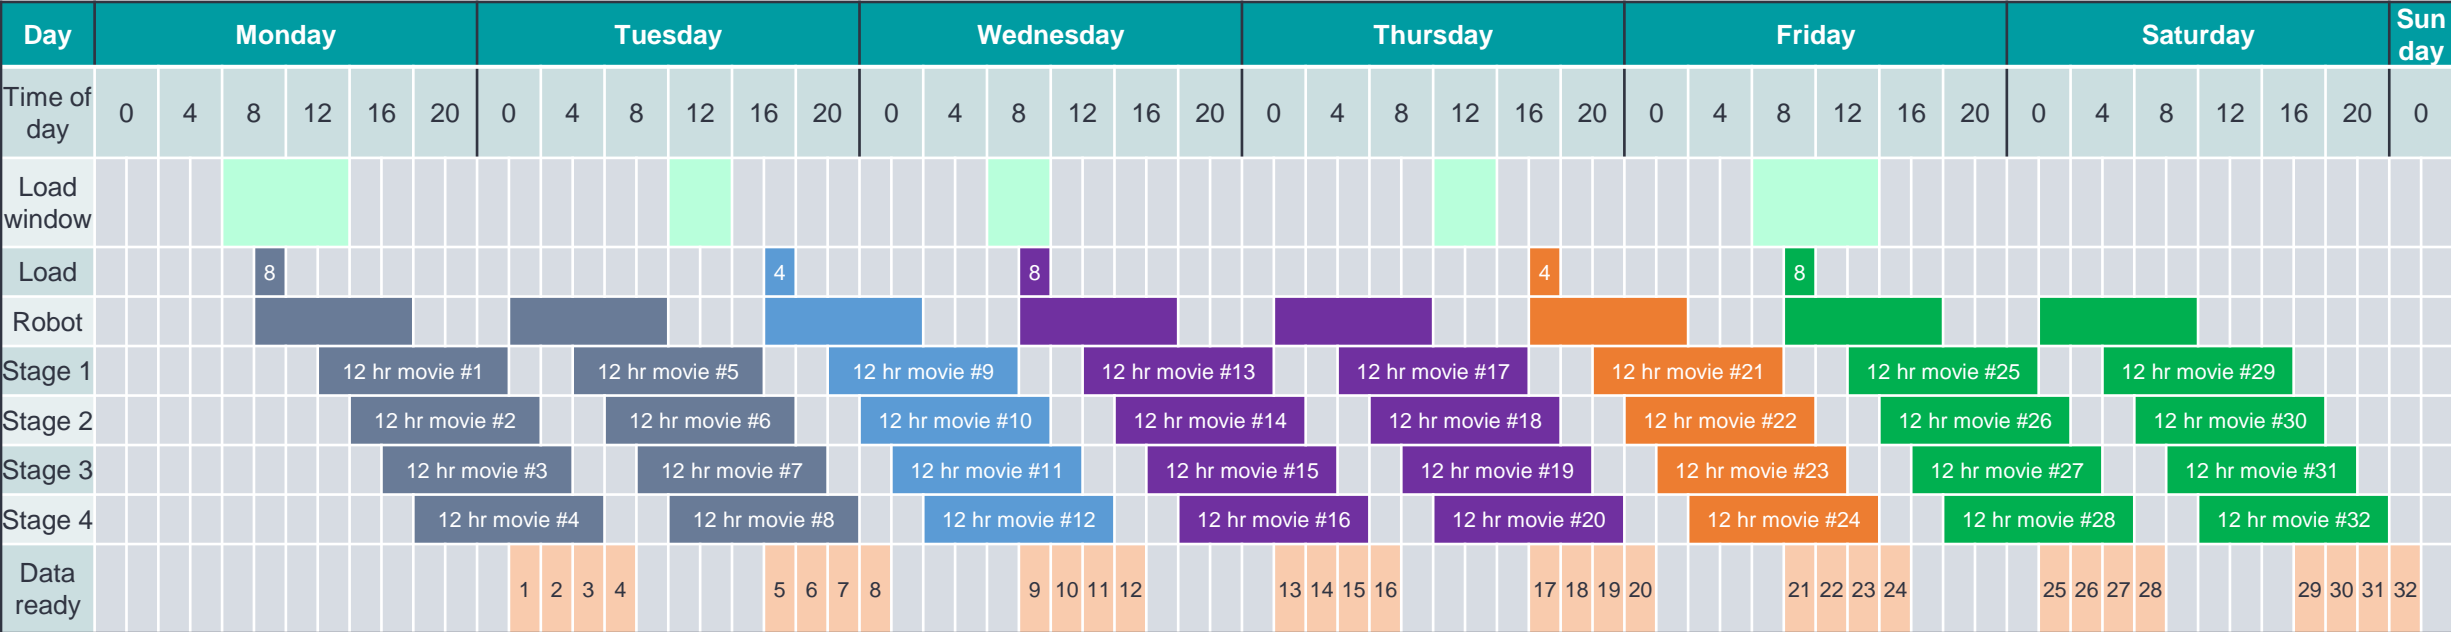 Day Monday Tuesday Wednesday Thursday Friday Saturday Sun
day
Time of
day 0 4 8 12 16 20 0 4 8 12 16 20 0 4 8 12 16 20 0 4 8 12 16 20 0 4 8 12 16 20 0 4 8 12 16 20 0
Load
window
Load 8 4 8 4 8
Robot
Stage 1 12 hr movie #1 12 hr movie #5 12 hr movie #9 12 hr movie #13 12 hr movie #17 12 hr movie #21 12 hr movie #25 12 hr movie #29
Stage 2 12 hr movie #2 12 hr movie #6 12 hr movie #10 12 hr movie #14 12 hr movie #18 12 hr movie #22 12 hr movie #26 12 hr movie #30
Stage 3 12 hr movie #3 12 hr movie #7 12 hr movie #11 12 hr movie #15 12 hr movie #19 12 hr movie #23 12 hr movie #27 12 hr movie #31
Stage 4 12 hr movie #4 12 hr movie #8 12 hr movie #12 12 hr movie #16 12 hr movie #20 12 hr movie #24 12 hr movie #28 12 hr movie #32
Data
ready 1 2 3 4 5 6 7 8 9 10 11 12 13 14 15 16 17 18 19 20 21 22 23 24 25 26 27 28 29 30 31 32